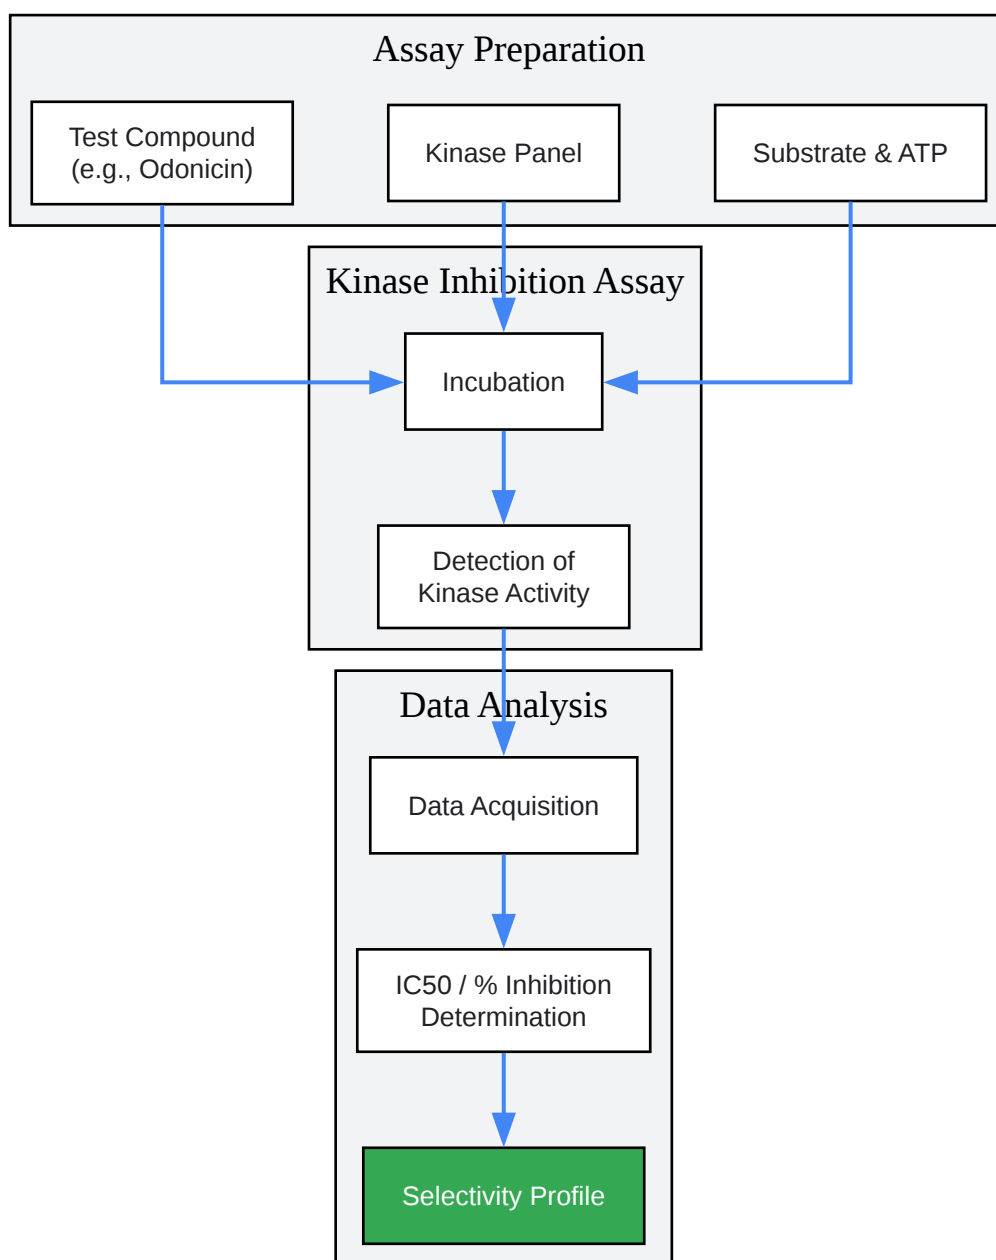 Assay Preparation
Test Compound
(e.g., Odonicin)
Kinase Panel
Substrate & ATP
Kinase Inhibition Assay
Incubation
Detection of
Kinase Activity
Data Analysis
Data Acquisition
IC50 / % Inhibition
Determination
Selectivity Profile